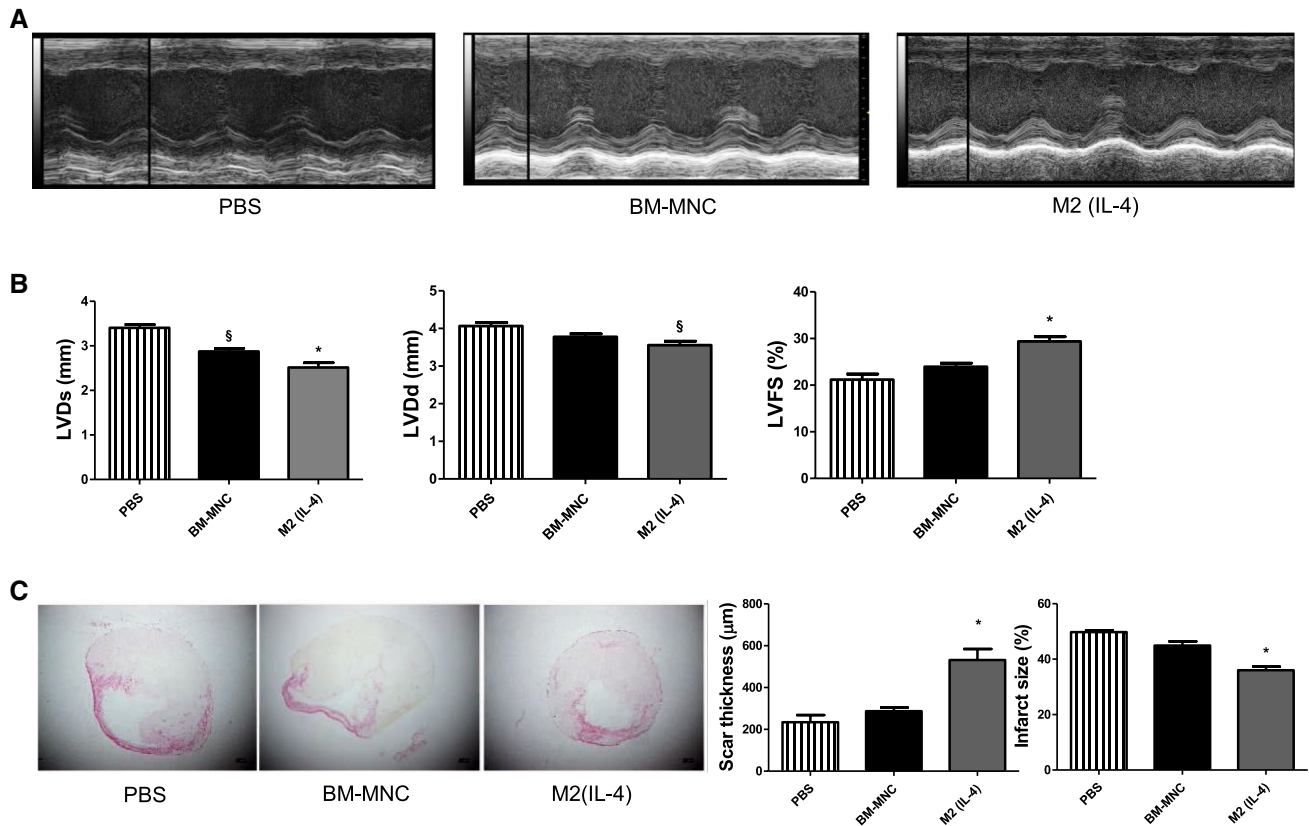 A
PBS
BM-MNC
M2 (IL-4)
B
LVDs (mm)
4
3
2
1
0
§
*
PBS
BM-MNC
M2 (IL-4)
LVDd (mm)
5
4
3
2
1
0
§
PBS
BM-MNC
M2 (IL-4)
LVFS (%)
40
30
20
10
0
*
PBS
BM-MNC
M2 (IL-4)
C
PBS
BM-MNC
M2(IL-4)
Scar thickness (μm)
800
600
400
200
0
*
PBS
BM-MNC
M2 (IL-4)
Infarct size (%)
60
40
20
0
*
PBS
BM-MNC
M2 (IL-4)